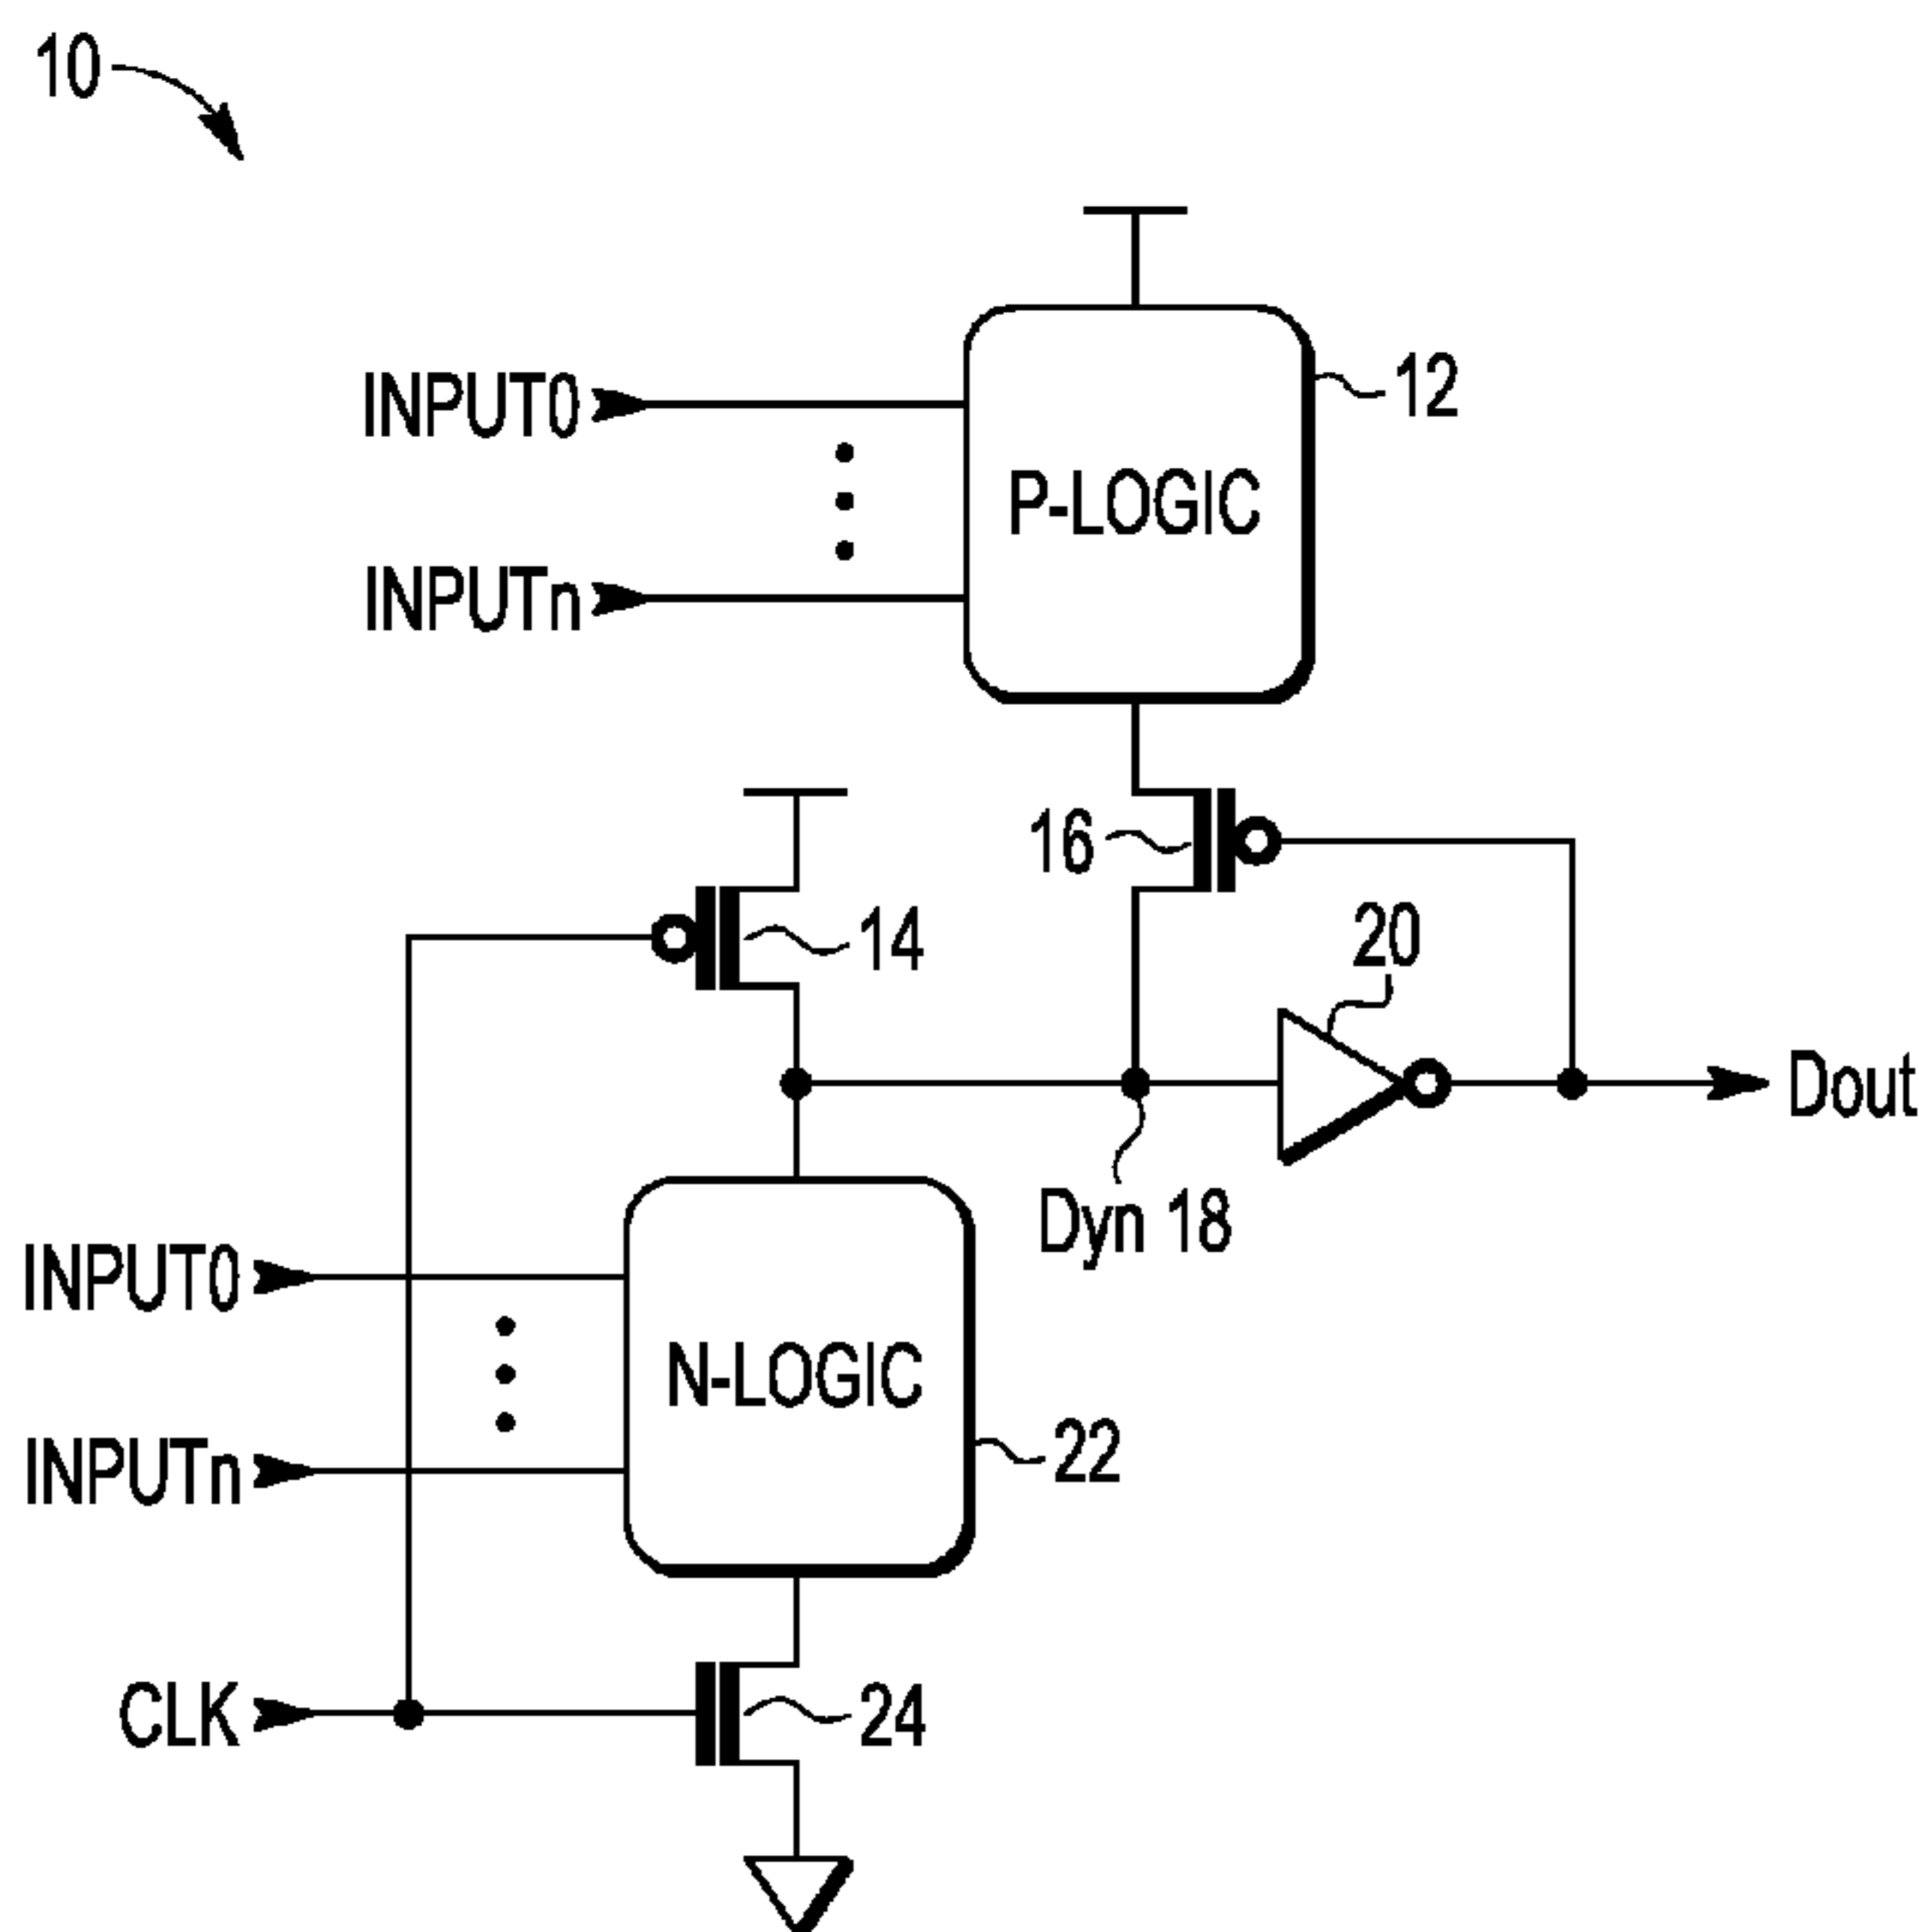 10
INPUT0
12
P-LOGIC
INPUTn
16
14
20
Dout
Dyn 18
INPUT0
N-LOGIC
22
INPUTn
CLK
24